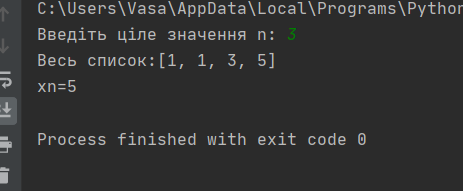 C:\Users\Vasa\AppData\Local\Programs\Python
Введіть ціле значення n: 3
Весь список:[1, 1, 3, 5]
xn=5
Process finished with exit code 0